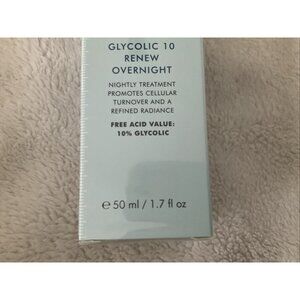 GLYCOLIC 10
RENEW
OVERNIGHT
NIGHTLY TREATMENT
PROMOTES CELLULAR
TURNOVER AND A
REFINED RADIANCE
FREE ACID VALUE:
10% GLYCOLIC
℮ 50 ml / 1.7 fl oz